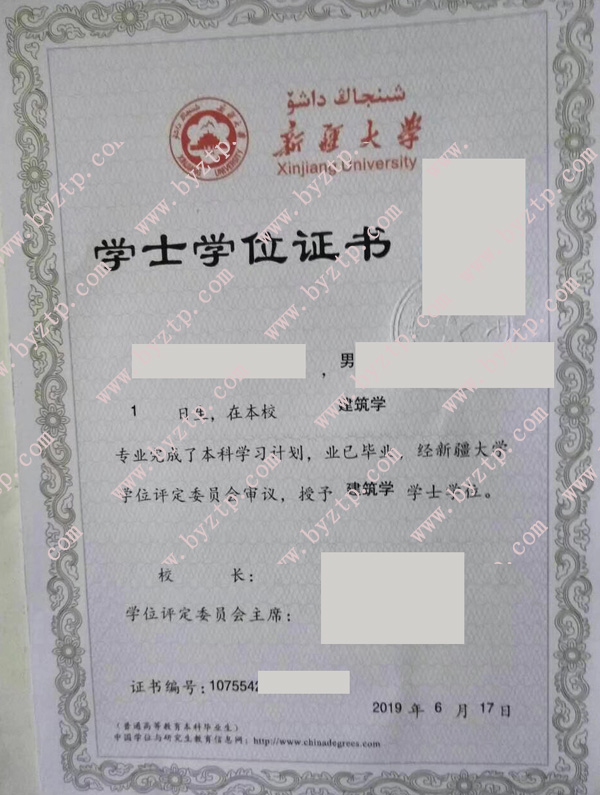 شىنجاڭ داشۆ
新疆大学
Xinjiang University
新疆大学
XINJIANG UNIVERSITY
学士学位证书
，男
1 日生，在本校 建筑学
专业完成了本科学习计划，业已毕业，经新疆大学
学位评定委员会审议，授予 建筑学 学士学位。
校 长：
学位评定委员会主席：
证书编号：1075542
2019 年 6 月 17 日
（普通高等教育本科毕业生）
中国学位与研究生教育信息网：http://www.chinadegrees.com
www.byztp.com